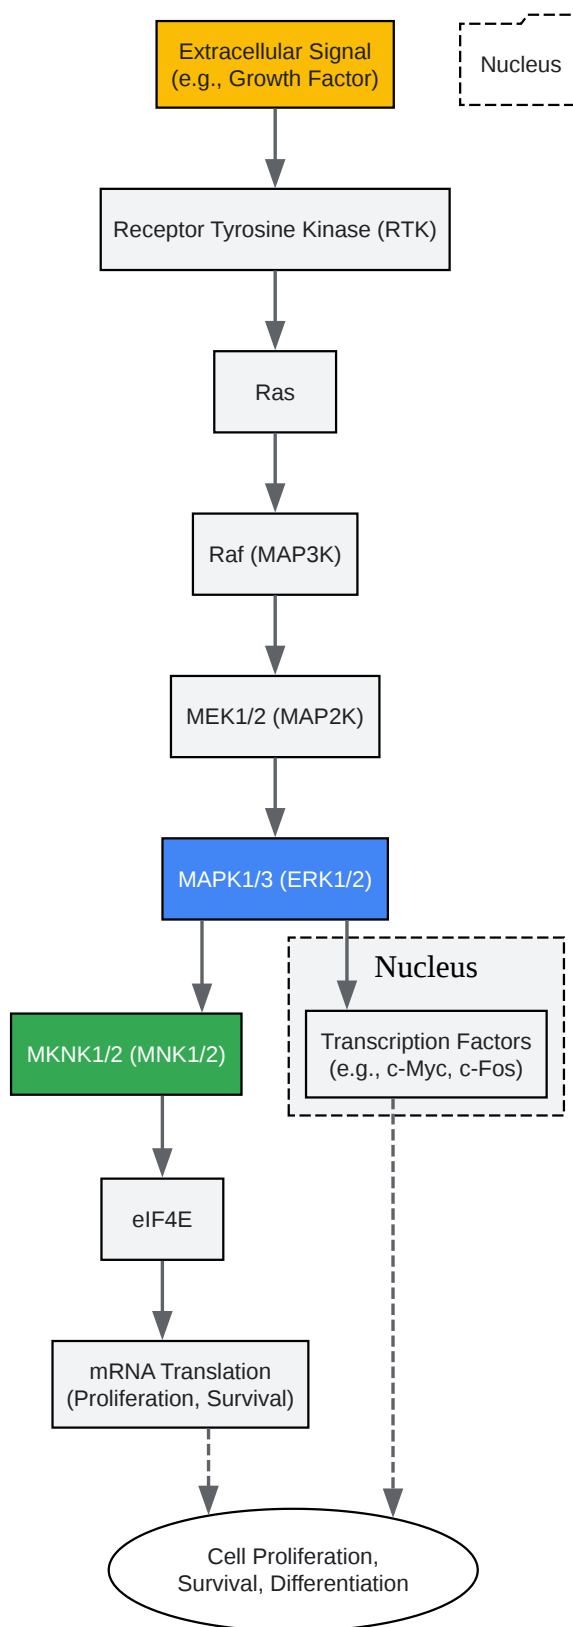 Extracellular Signal
(e.g., Growth Factor)
Nucleus
Receptor Tyrosine Kinase (RTK)
Ras
Raf (MAP3K)
MEK1/2 (MAP2K)
MAPK1/3 (ERK1/2)
Nucleus
MKNK1/2 (MNK1/2)
Transcription Factors
(e.g., c-Myc, c-Fos)
eIF4E
mRNA Translation
(Proliferation, Survival)
Cell Proliferation,
Survival, Differentiation